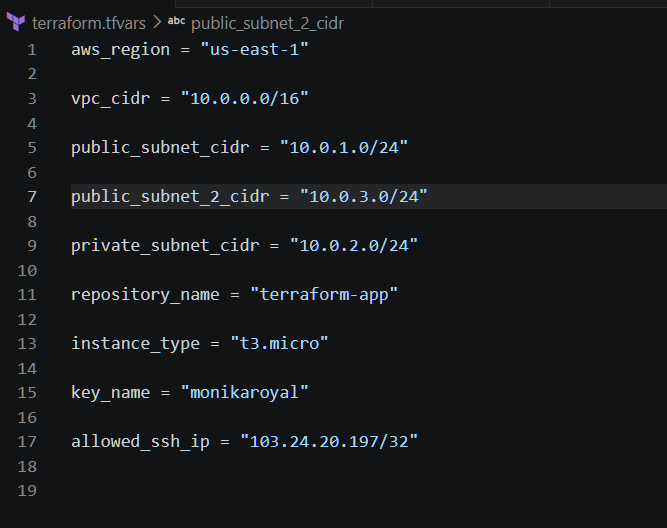 terraform.tfvars > abc public_subnet_2_cidr
1 aws_region = "us-east-1"
2
3 vpc_cidr = "10.0.0.0/16"
4
5 public_subnet_cidr = "10.0.1.0/24"
6
7 public_subnet_2_cidr = "10.0.3.0/24"
8
9 private_subnet_cidr = "10.0.2.0/24"
10
11 repository_name = "terraform-app"
12
13 instance_type = "t3.micro"
14
15 key_name = "monikaroyal"
16
17 allowed_ssh_ip = "103.24.20.197/32"
18
19